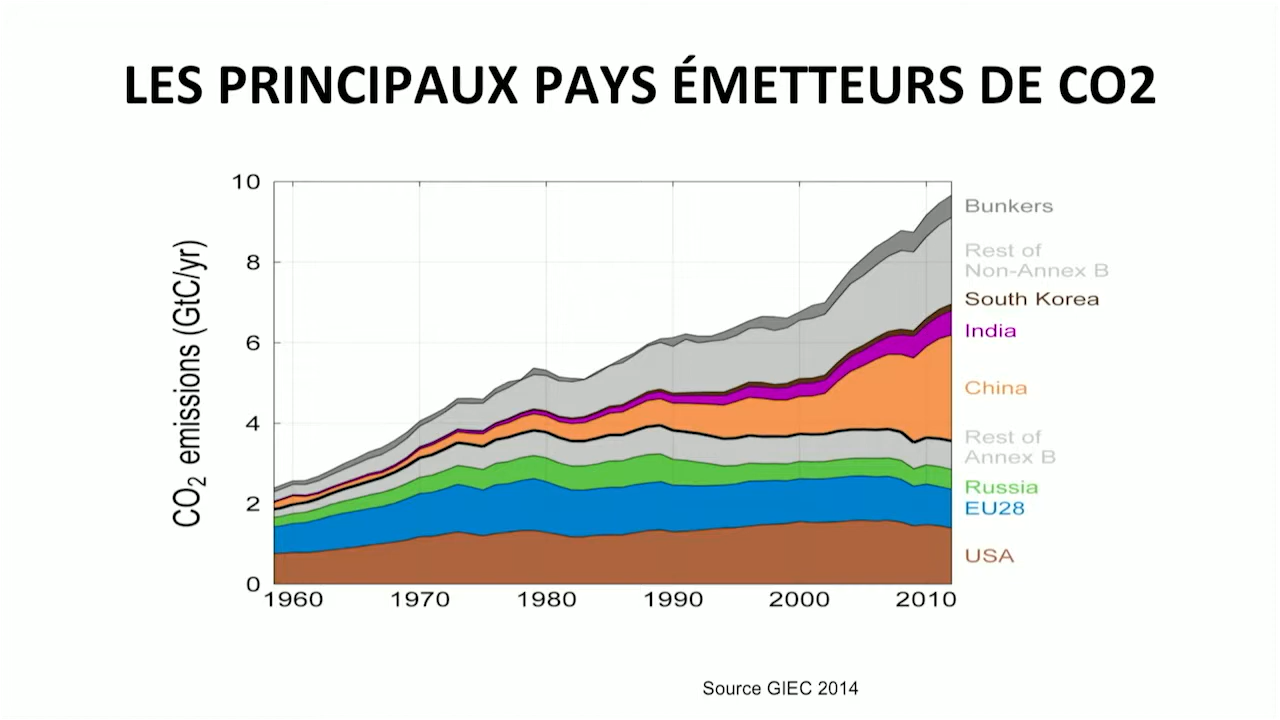 LES PRINCIPAUX PAYS ÉMETTEURS DE CO2
CO2 emissions (GtC/yr)
10
8
6
4
2
0
1960 1970 1980 1990 2000 2010
Bunkers
Rest of
Non-Annex B
South Korea
India
China
Rest of
Annex B
Russia
EU28
USA
Source GIEC 2014